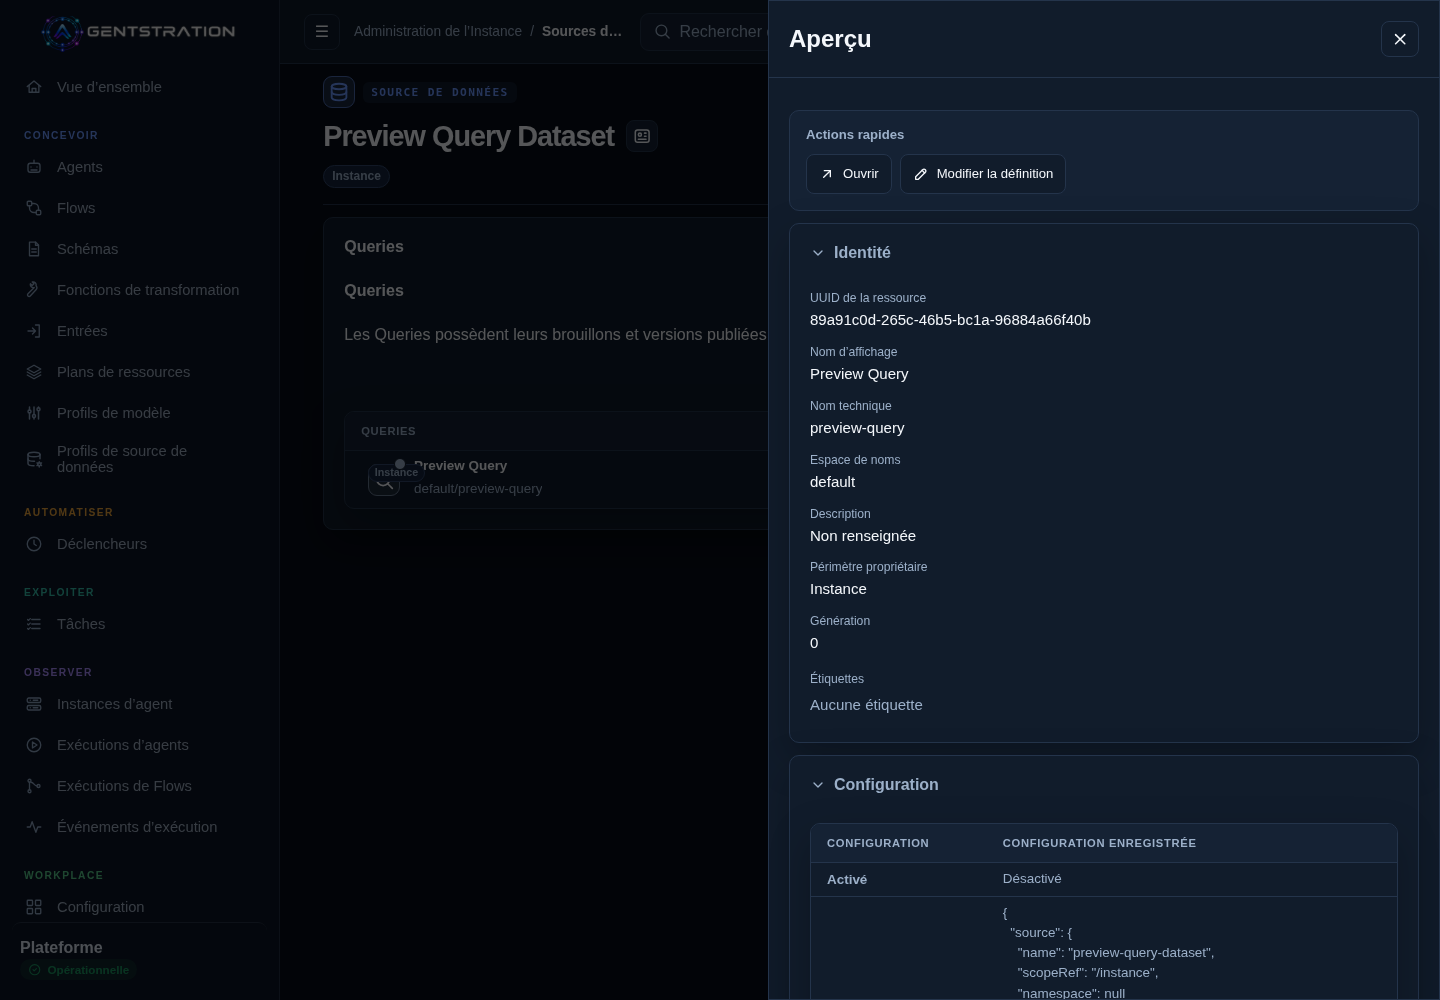 GENTSTRATION
Vue d’ensemble
CONCEVOIR
Agents
Flows
Schémas
Fonctions de transformation
Entrées
Plans de ressources
Profils de modèle
Profils de source de
données
AUTOMATISER
Déclencheurs
EXPLOITER
Tâches
OBSERVER
Instances d’agent
Exécutions d’agents
Exécutions de Flows
Événements d’exécution
WORKPLACE
Configuration
Plateforme
Opérationnelle
Administration de l’Instance / Sources d…
Rechercher
SOURCE DE DONNÉES
Preview Query Dataset
Instance
Queries
Queries
Les Queries possèdent leurs brouillons et versions publiées
QUERIES
Instance
Preview Query
default/preview-query
Aperçu
Actions rapides
Ouvrir
Modifier la définition
Identité
UUID de la ressource
89a91c0d-265c-46b5-bc1a-96884a66f40b
Nom d’affichage
Preview Query
Nom technique
preview-query
Espace de noms
default
Description
Non renseignée
Périmètre propriétaire
Instance
Génération
0
Étiquettes
Aucune étiquette
Configuration
CONFIGURATION CONFIGURATION ENREGISTRÉE
Activé Désactivé
{
"source": {
"name": "preview-query-dataset",
"scopeRef": "/instance",
"namespace": null